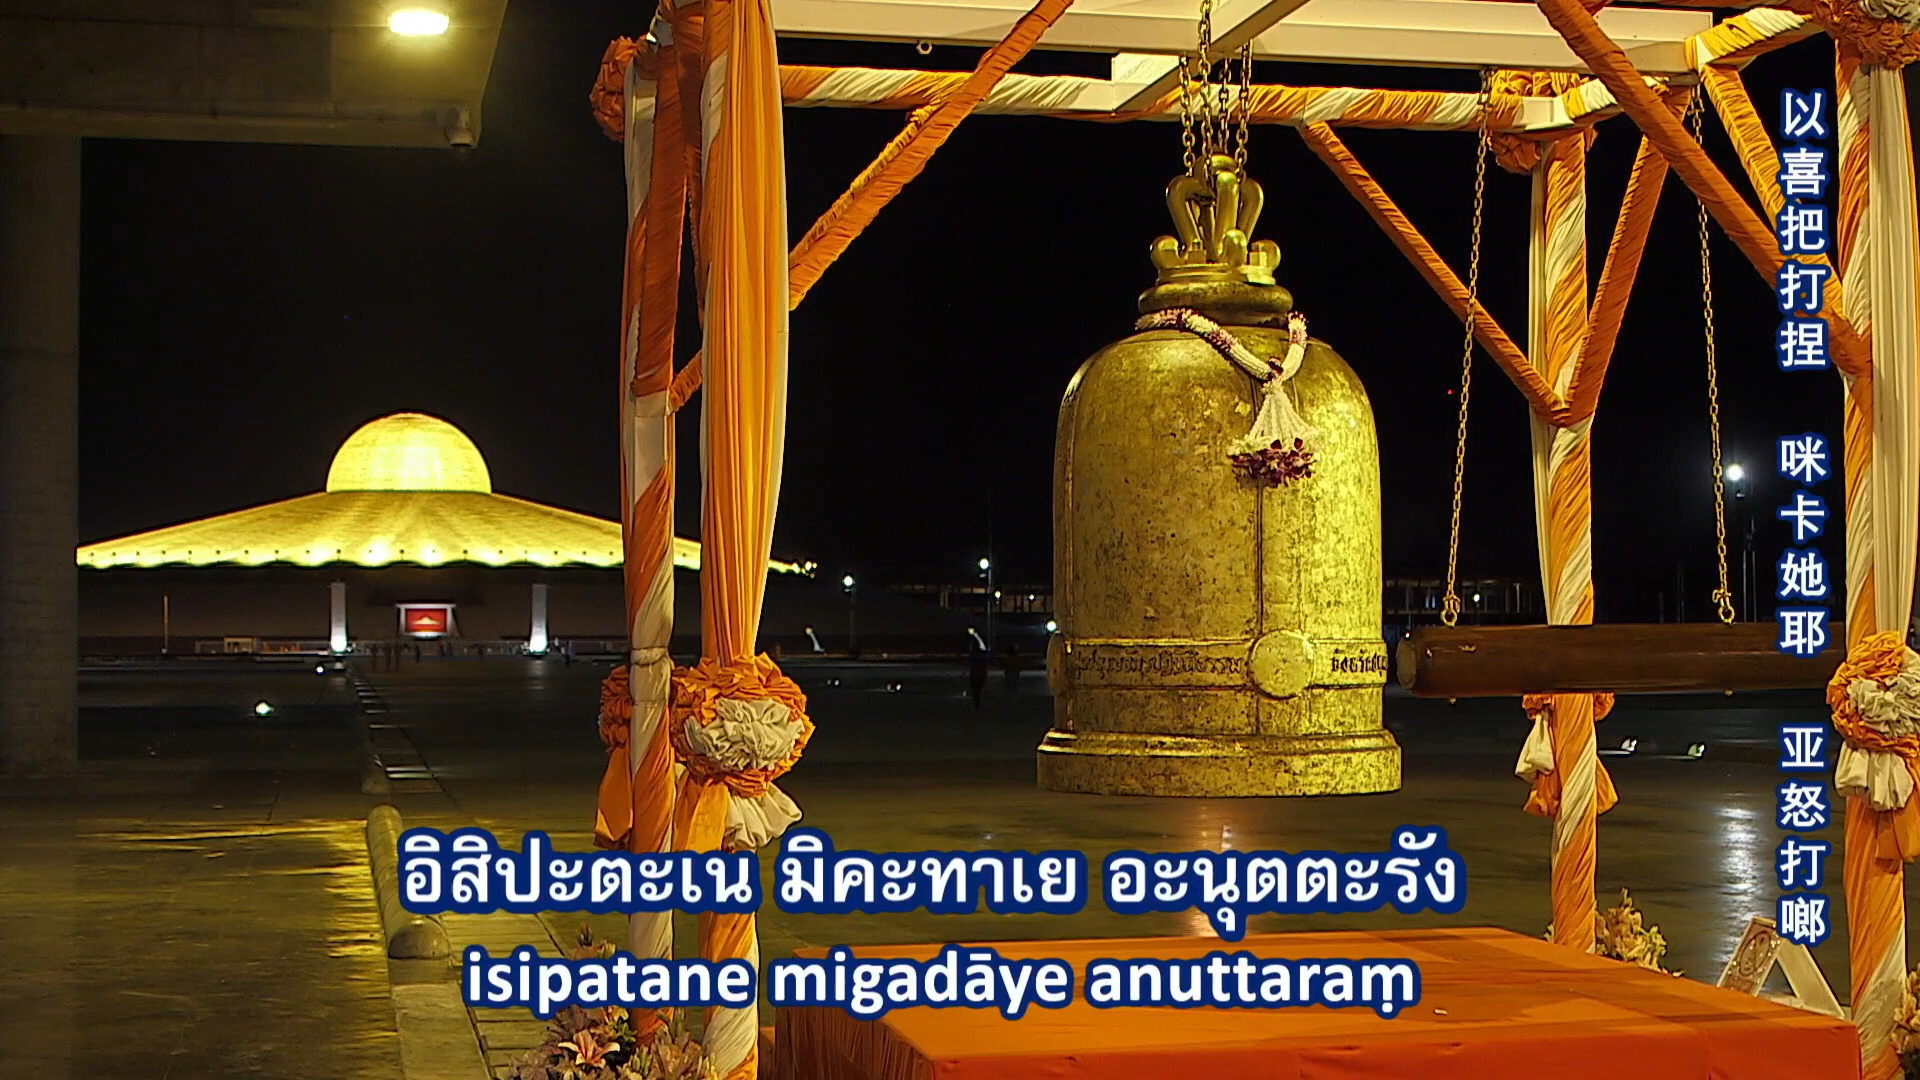 อิสิปะตะเน มิคะทาเย อะนุตตะรัง
isipatane migadāye anuttaraṃ
以喜把打捏 咪卡她耶 亚怒打啷